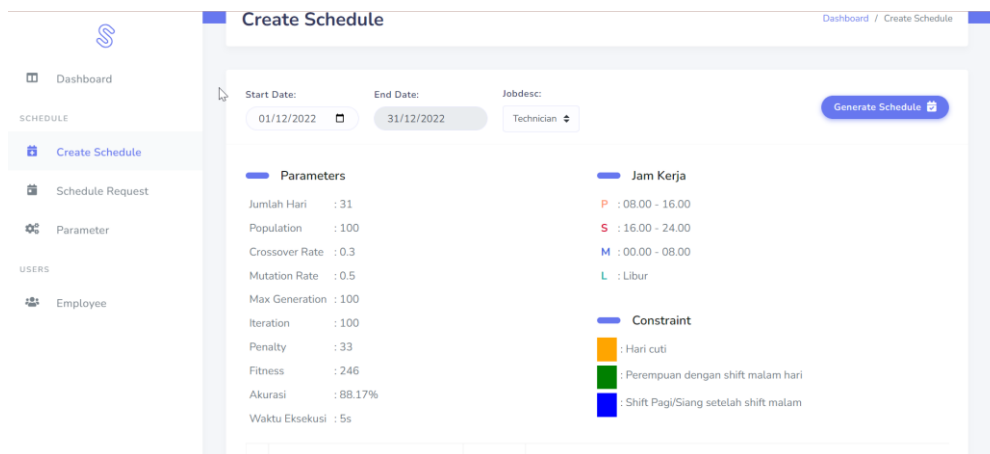 Create Schedule
Dashboard / Create Schedule
Dashboard
SCHEDULE
Create Schedule
Schedule Request
Parameter
USERS
Employee
Start Date:
End Date:
Jobdesc:
01/12/2022
31/12/2022
Technician
Generate Schedule
Parameters
Jumlah Hari : 31
Population : 100
Crossover Rate : 0.3
Mutation Rate : 0.5
Max Generation : 100
Iteration : 100
Penalty : 33
Fitness : 246
Akurasi : 88.17%
Waktu Eksekusi : 5s
Jam Kerja
P : 08.00 - 16.00
S : 16.00 - 24.00
M : 00.00 - 08.00
L : Libur
Constraint
: Hari cuti
: Perempuan dengan shift malam hari
: Shift Pagi/Siang setelah shift malam